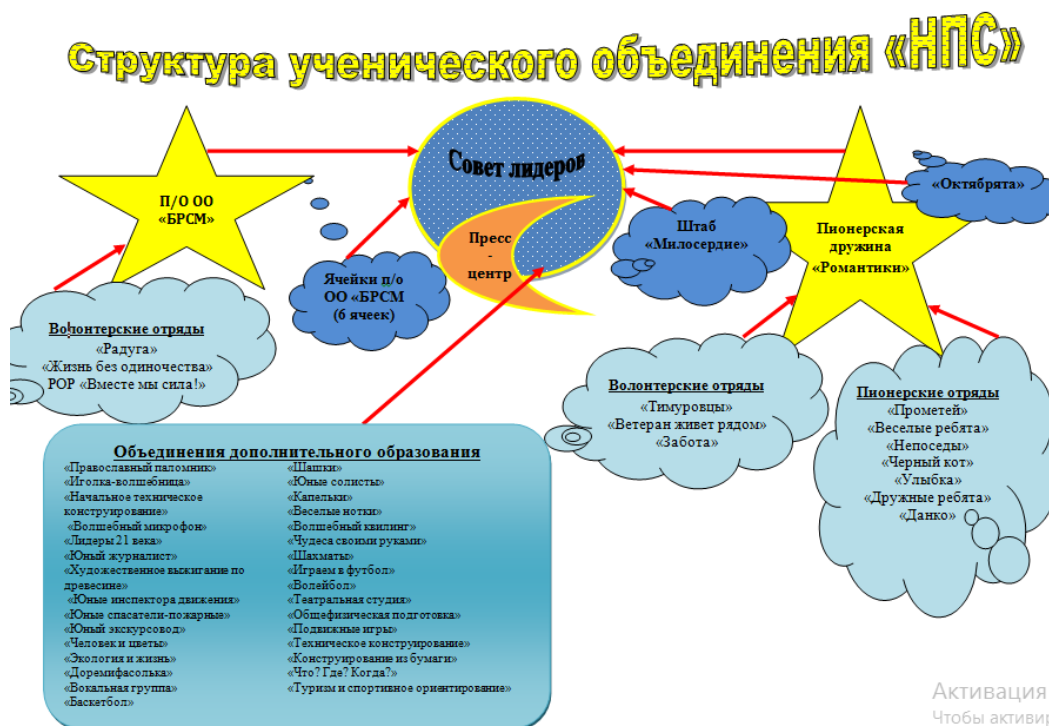 Структура ученического объединения «НПС»
П/О ОО
«БРСМ»
Совет лидеров
Пресс
-
центр
«Октябрята»
Штаб
«Милосердие»
Пионерская
дружина
«Романтики»
Ячейки п/о
ОО «БРСМ
(6 ячеек)
Волонтерские отряды
«Радуга»
«Жизнь без одиночества»
РОР «Вместе мы сила!»
Волонтерские отряды
«Тимуровцы»
«Ветеран живет рядом»
«Забота»
Пионерские отряды
«Прометей»
«Веселые ребята»
«Непоседы»
«Черный кот»
«Улыбка»
«Дружные ребята»
«Данко»
Объединения дополнительного образования
«Православный паломник»
«Иголка-волшебница»
«Начальное техническое
конструирование»
«Волшебный микрофон»
«Лидеры 21 века»
«Юный журналист»
«Художественное выжигание по
древесине»
«Юные инспектора движения»
«Юные спасатели-пожарные»
«Юный экскурсовод»
«Человек и цветы»
«Экология и жизнь»
«Доремифасолька»
«Вокальная группа»
«Баскетбол»
«Шашки»
«Юные солисты»
«Капельки»
«Веселые нотки»
«Волшебный квилинг»
«Чудеса своими руками»
«Шахматы»
«Играем в футбол»
«Волейбол»
«Театральная студия»
«Общефизическая подготовка»
«Подвижные игры»
«Техническое конструирование»
«Конструирование из бумаги»
«Что? Где? Когда?»
«Туризм и спортивное ориентирование»
Активация
Чтобы активир